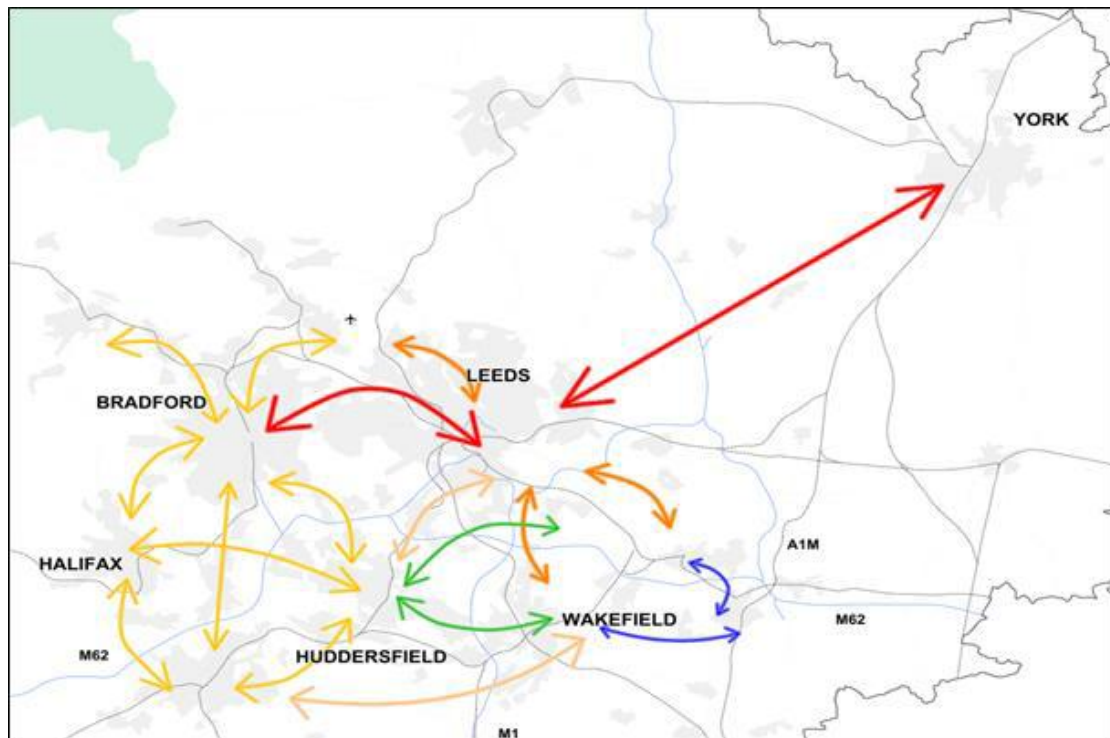 YORK
LEEDS
BRADFORD
A1M
HALIFAX
WAKEFIELD
M62
M62
HUDDERSFIELD
M1